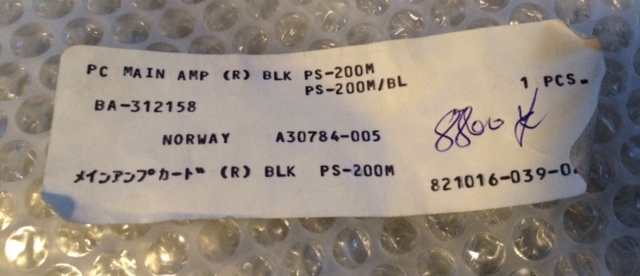 PC MAIN AMP (R) BLK PS-200M
PS-200M/BL 1 PCS.
BA-312158
NORWAY A30784-005
8800
メインアンプカード (R) BLK PS-200M
821016-039-0